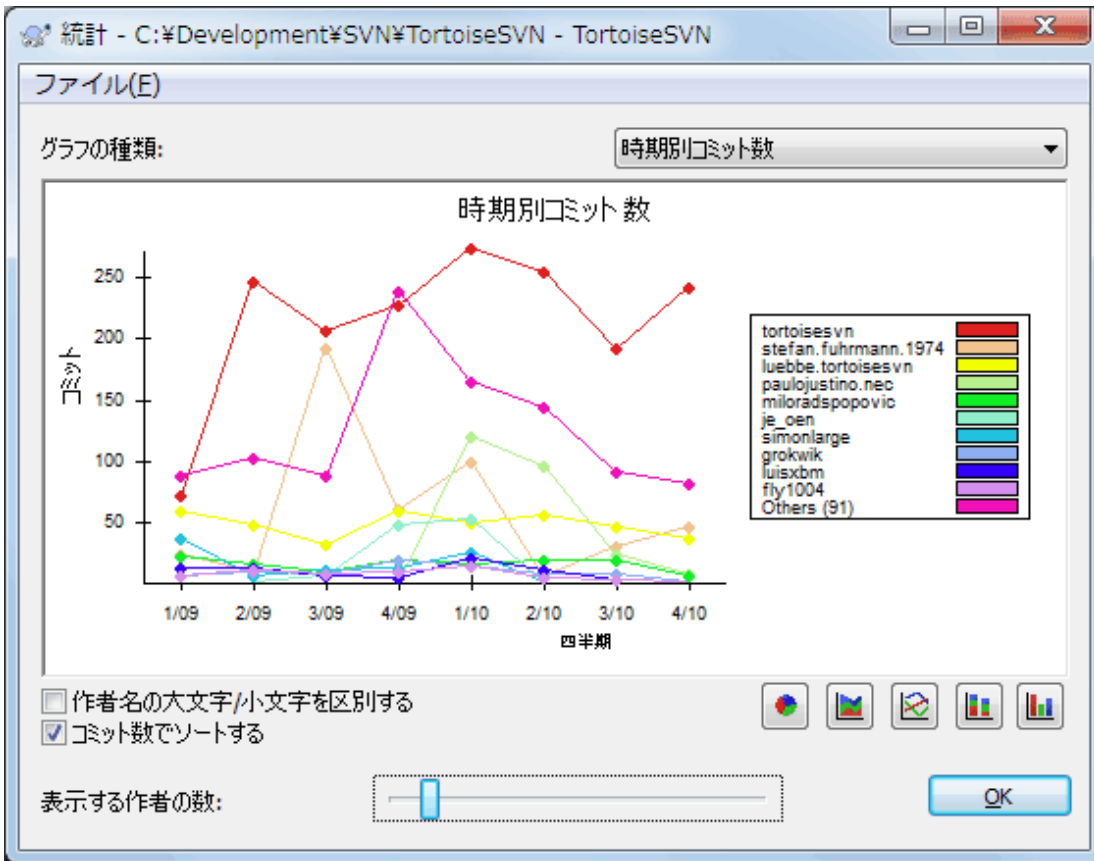 統計 - C:¥Development¥SVN¥TortoiseSVN - TortoiseSVN
ファイル(F)
グラフの種類:
時期別コミット数
時期別コミット数
250
200
150
100
50
コミット
1/09 2/09 3/09 4/09 1/10 2/10 3/10 4/10
四半期
tortoisesvn
stefan.fuhrmann.1974
luebbe.tortoisesvn
paulojustino.nec
miloradspopovic
je_oen
simonlarge
grokwik
luisxbm
fly1004
Others (91)
作者名の大文字/小文字を区別する
コミット数でソートする
表示する作者の数:
OK